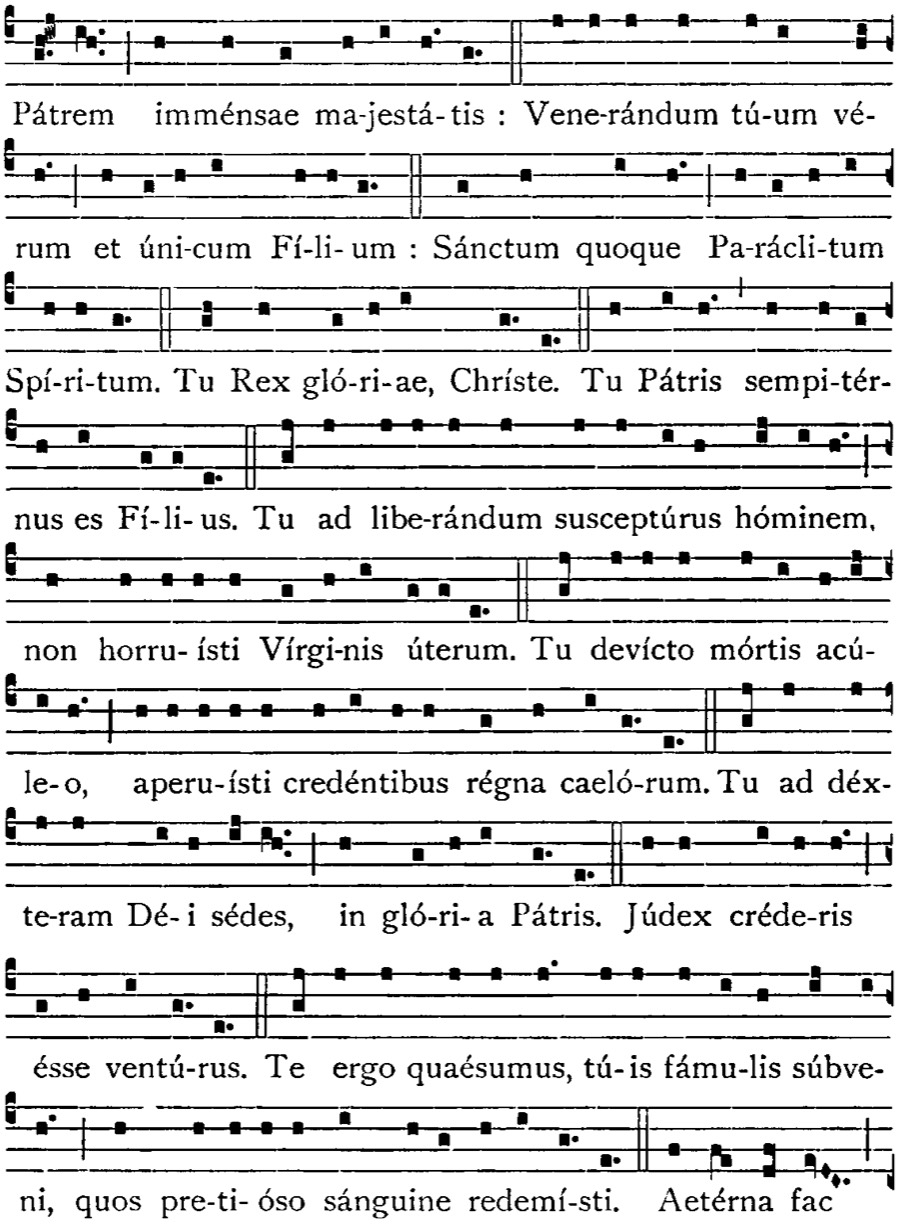 Pátrem imménsae ma-jestá-tis : Vene-rándum tú-um vé-
rum et úni-cum Fí-li-um : Sánctum quoque Pa-rácli-tum
Spí-ri-tum. Tu Rex gló-ri-ae, Chríste. Tu Pátris sempi-tér-
nus es Fí-li-us. Tu ad libe-rándum susceptúrus hóminem,
non horru-ísti Vírgi-nis úterum. Tu devícto mórtis acú-
le-o, aperu-ísti credéntibus régna caeló-rum. Tu ad déx-
te-ram Dé-i sédes, in gló-ri-a Pátris. Júdex créde-ris
ésse ventú-rus. Te ergo quaésumus, tú-is fámu-lis súbve-
ni, quos pre-ti-óso sánguine redemí-sti. Aetérna fac